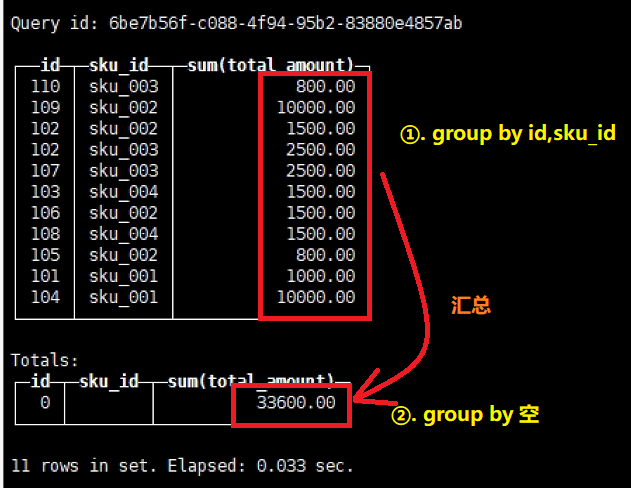 Query id: 6be7b56f-c088-4f94-95b2-83880e4857ab
id sku_id sum(total_amount)
110 sku_003 800.00
109 sku_002 10000.00
102 sku_002 1500.00
102 sku_003 2500.00
107 sku_003 2500.00
103 sku_004 1500.00
106 sku_002 1500.00
108 sku_004 1500.00
105 sku_002 800.00
101 sku_001 1000.00
104 sku_001 10000.00
①. group by id,sku_id
汇总
Totals:
id sku_id sum(total_amount)
0 33600.00
②. group by 空
11 rows in set. Elapsed: 0.033 sec.